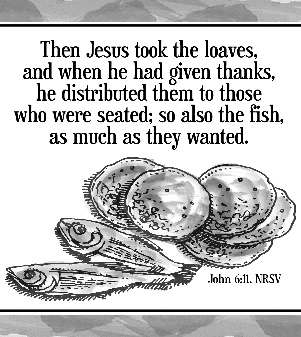 Then Jesus took the loaves,
and when he had given thanks,
he distributed them to those
who were seated; so also the fish,
as much as they wanted.
John 6:11, NRSV